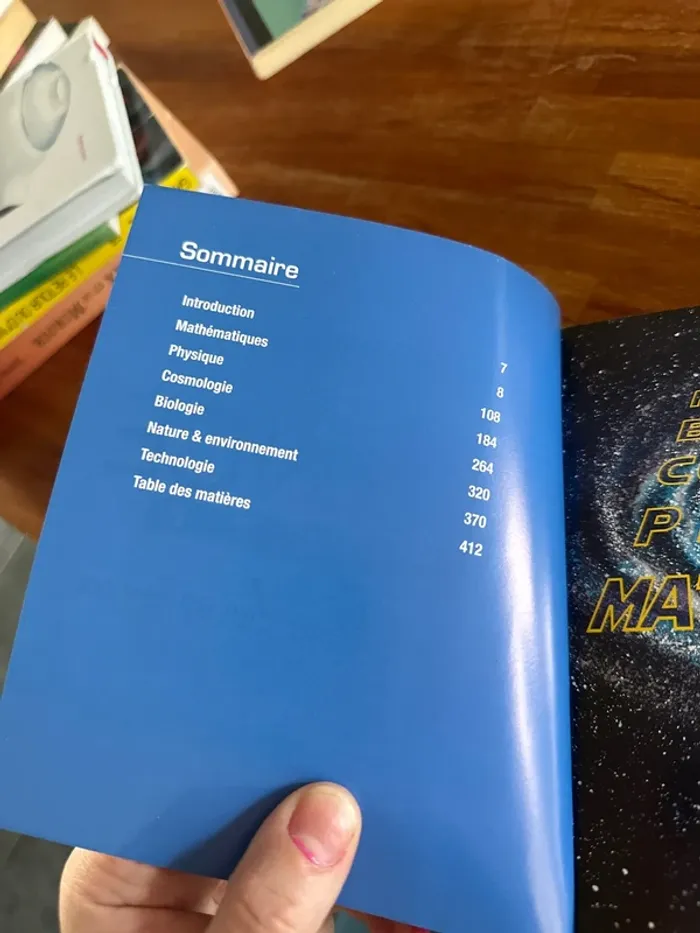 Sommaire
Introduction 7
Mathématiques 8
Physique 108
Cosmologie 184
Biologie 264
Nature & environnement 320
Technologie 370
Table des matières 412